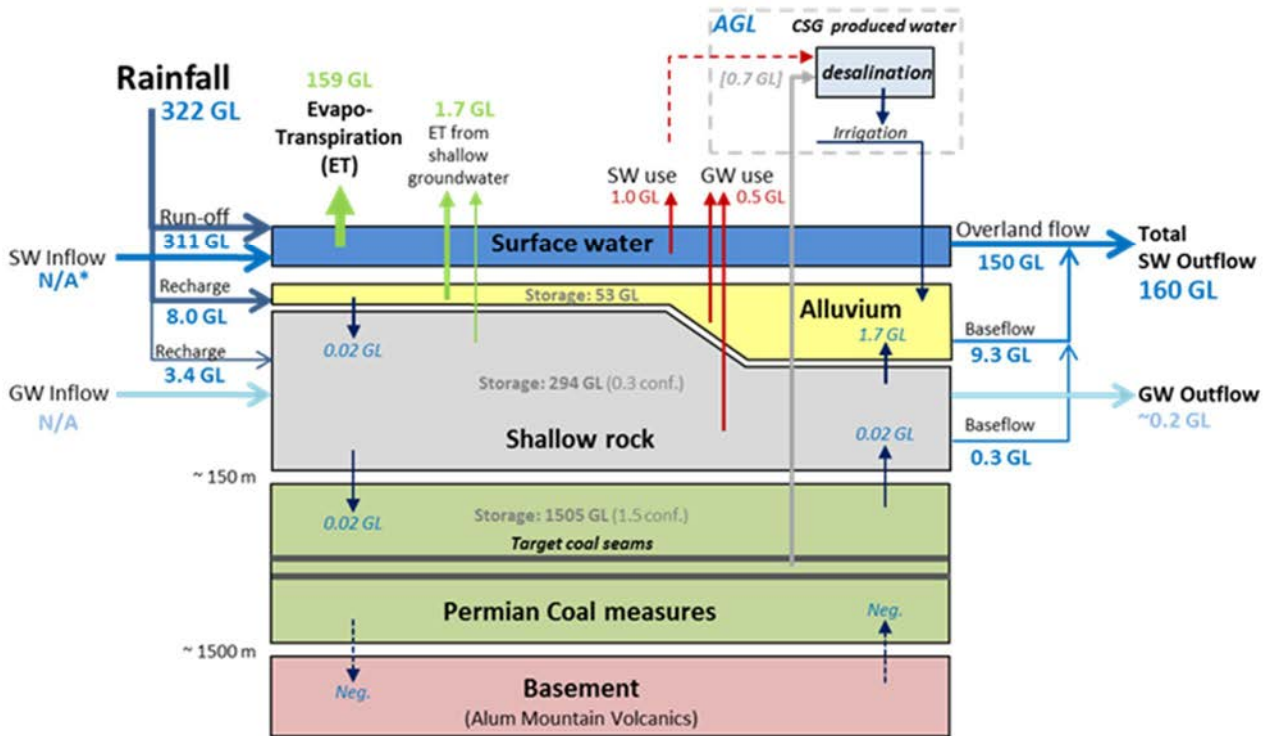 AGL
CSG produced water
desalination
[0.7 GL]
Irrigation
Rainfall
322 GL
159 GL
Evapo-
Transpiration
(ET)
1.7 GL
ET from
shallow
groundwater
SW use
1.0 GL
GW use
0.5 GL
Run-off
311 GL
SW Inflow
N/A*
Surface water
Overland flow
150 GL
Total
SW Outflow
160 GL
Recharge
8.0 GL
Storage: 53 GL
Alluvium
0.02 GL
1.7 GL
Baseflow
9.3 GL
Recharge
3.4 GL
GW Inflow
N/A
Storage: 294 GL (0.3 conf.)
Shallow rock
0.02 GL
GW Outflow
~0.2 GL
Baseflow
0.3 GL
~ 150 m
0.02 GL
Storage: 1505 GL (1.5 conf.)
Target coal seams
Permian Coal measures
Neg.
~ 1500 m
Neg.
Basement
(Alum Mountain Volcanics)